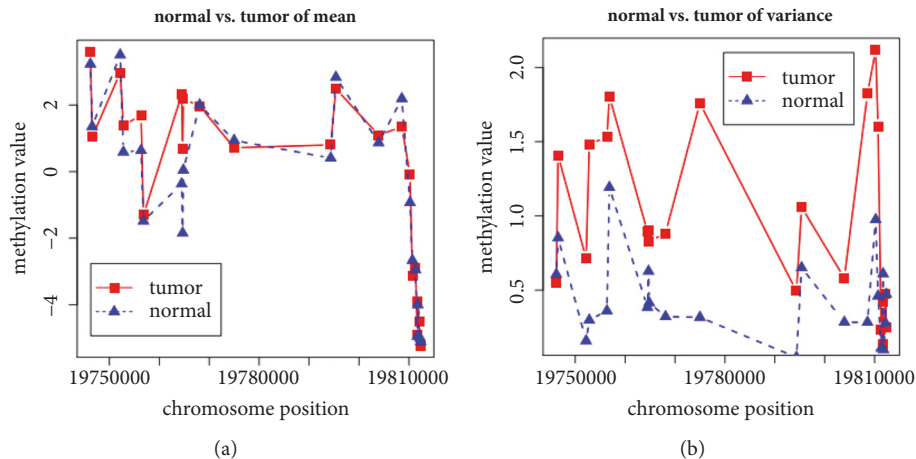 normal vs. tumor of mean
methylation value
2
0
−2
−4
tumor
normal
19750000 19780000 19810000
chromosome position
(a)
normal vs. tumor of variance
methylation value
2.0
1.5
1.0
0.5
tumor
normal
19750000 19780000 19810000
chromosome position
(b)